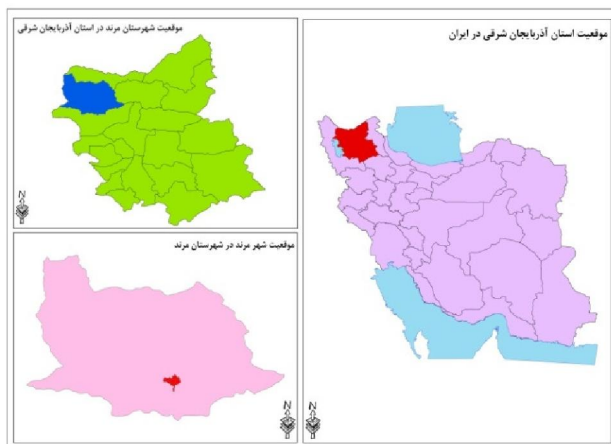 موقعیت استان آذربایجان شرقی در ایران
موقعیت شهرستان مرند در استان آذربایجان شرقی
موقعیت شهر مرند در شهرستان مرند
N
N
N